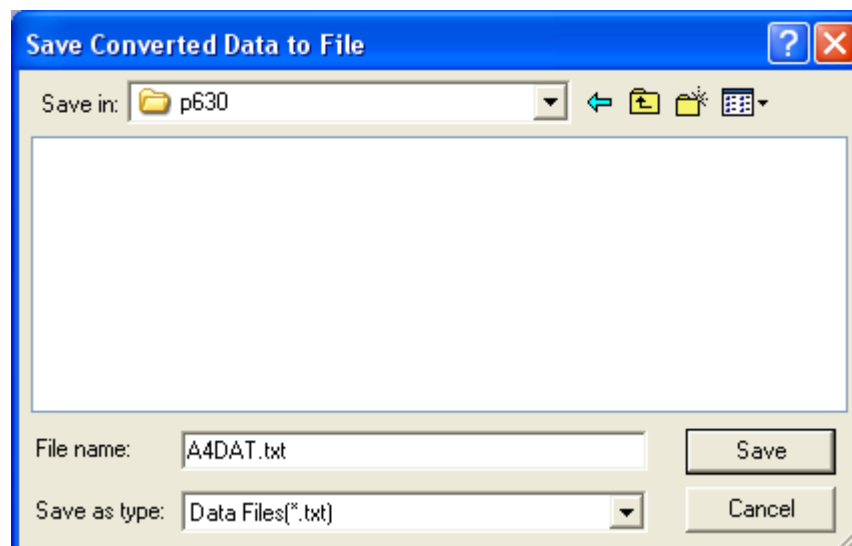 Save Converted Data to File
Save in: p630
File name: A4DAT.txt Save
Save as type: Data Files(*.txt) Cancel